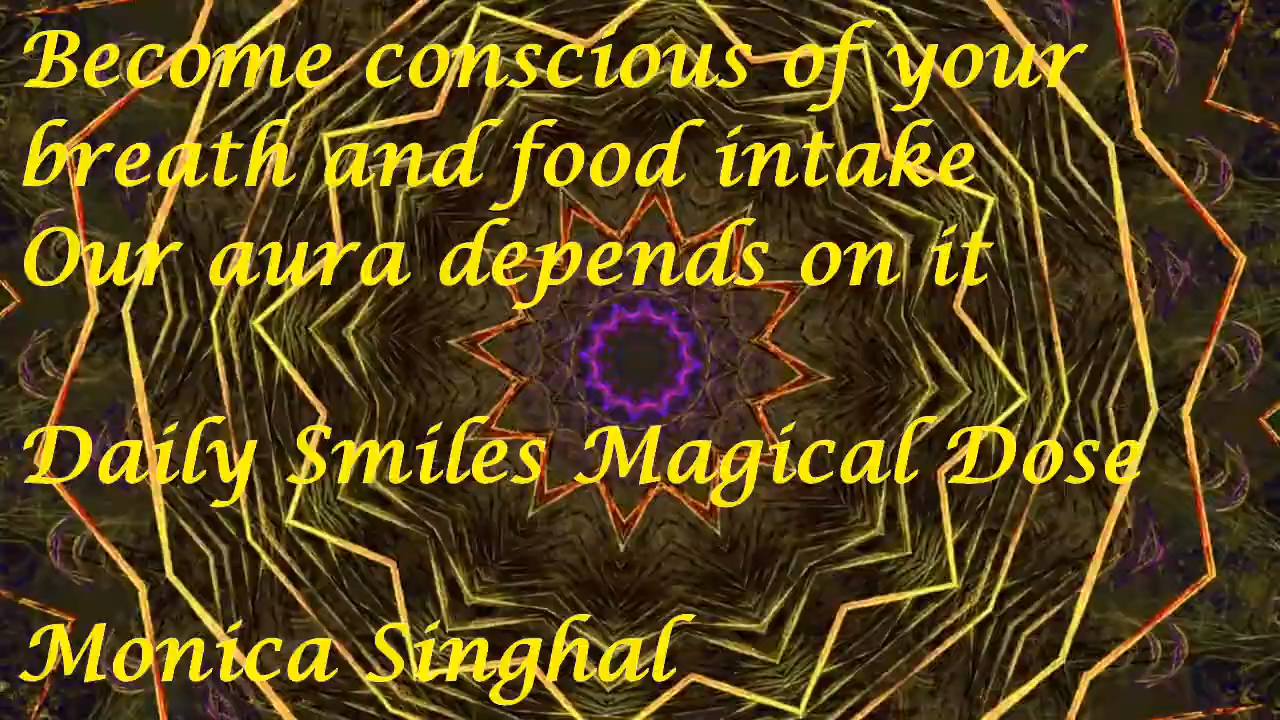 Become conscious of your
breath and food intake
Our aura depends on it
Daily Smiles Magical Dose
Monica Singhal